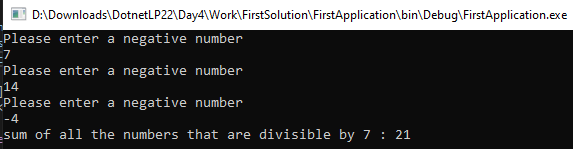 D:\Downloads\DotnetLP22\Day4\Work\FirstSolution\FirstApplication\bin\Debug\FirstApplication.exe
Please enter a negative number
7
Please enter a negative number
14
Please enter a negative number
-4
sum of all the numbers that are divisible by 7 : 21